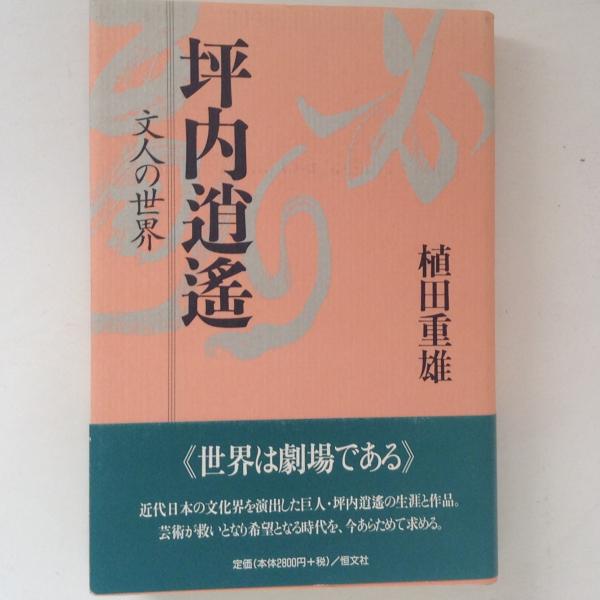 坪内逍遙
文人の世界
植田重雄
《世界は劇場である》
近代日本の文化界を演出した巨人・坪内逍遙の生涯と作品。
芸術が救いとなり希望となる時代を、今あらためて求める。
定価(本体2800円+税)/恒文社